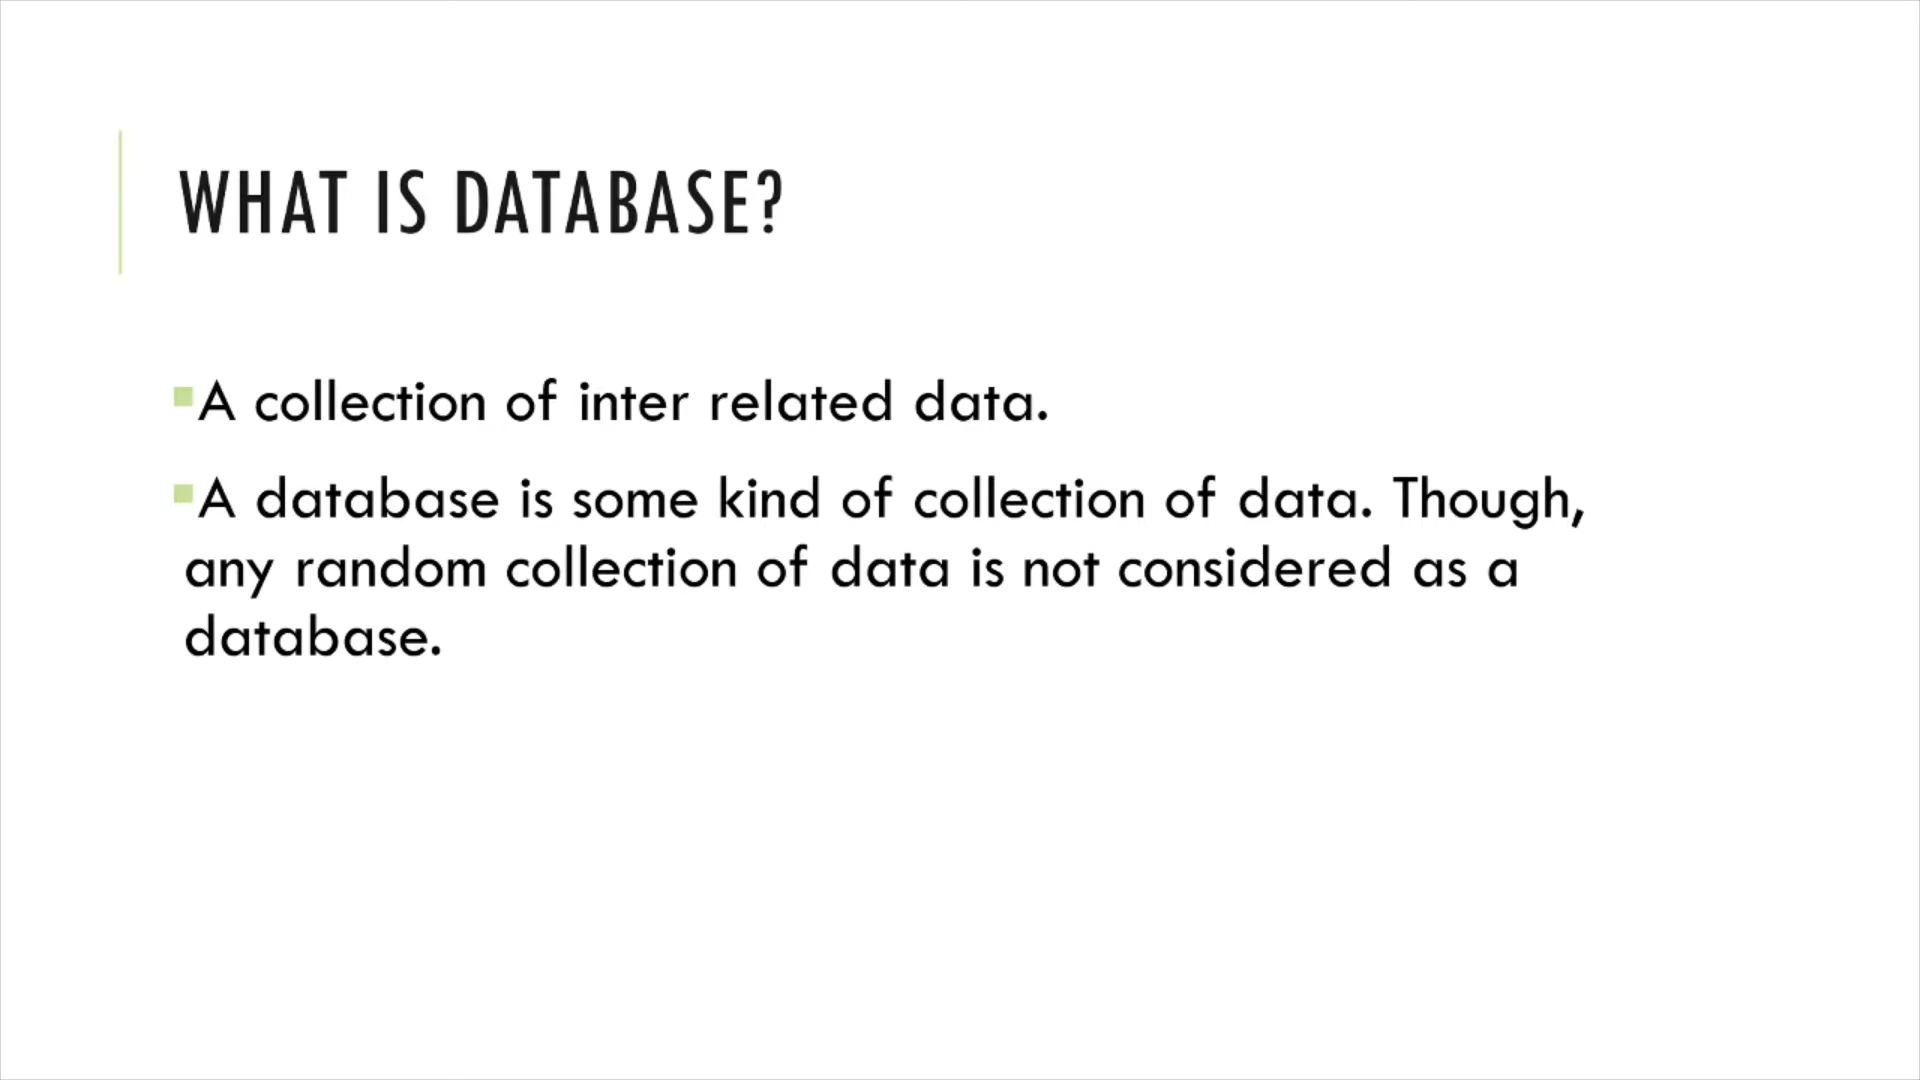 WHAT IS DATABASE?
▪A collection of inter related data.
▪A database is some kind of collection of data. Though,
any random collection of data is not considered as a
database.